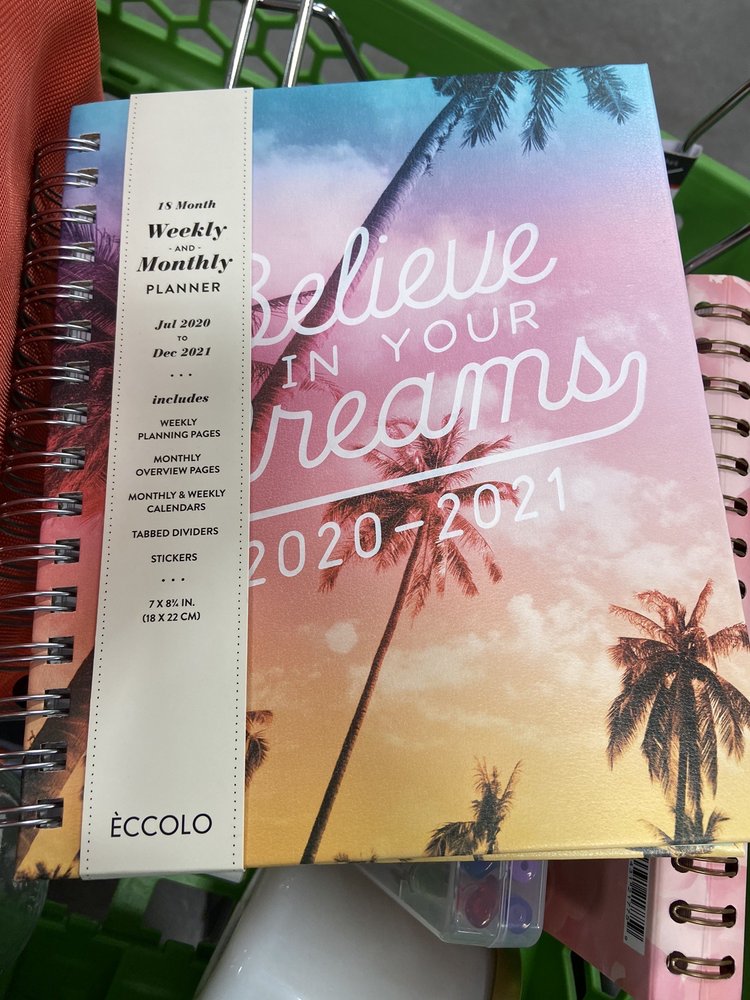 18 Month
Weekly
- AND -
Monthly
PLANNER
Jul 2020
TO
Dec 2021
• • •
includes
WEEKLY
PLANNING PAGES
MONTHLY
OVERVIEW PAGES
MONTHLY & WEEKLY
CALENDARS
TABBED DIVIDERS
STICKERS
• • •
7 X 8¾ IN.
(18 X 22 CM)
ÈCCOLO
Believe
IN YOUR
Dreams
2020-2021